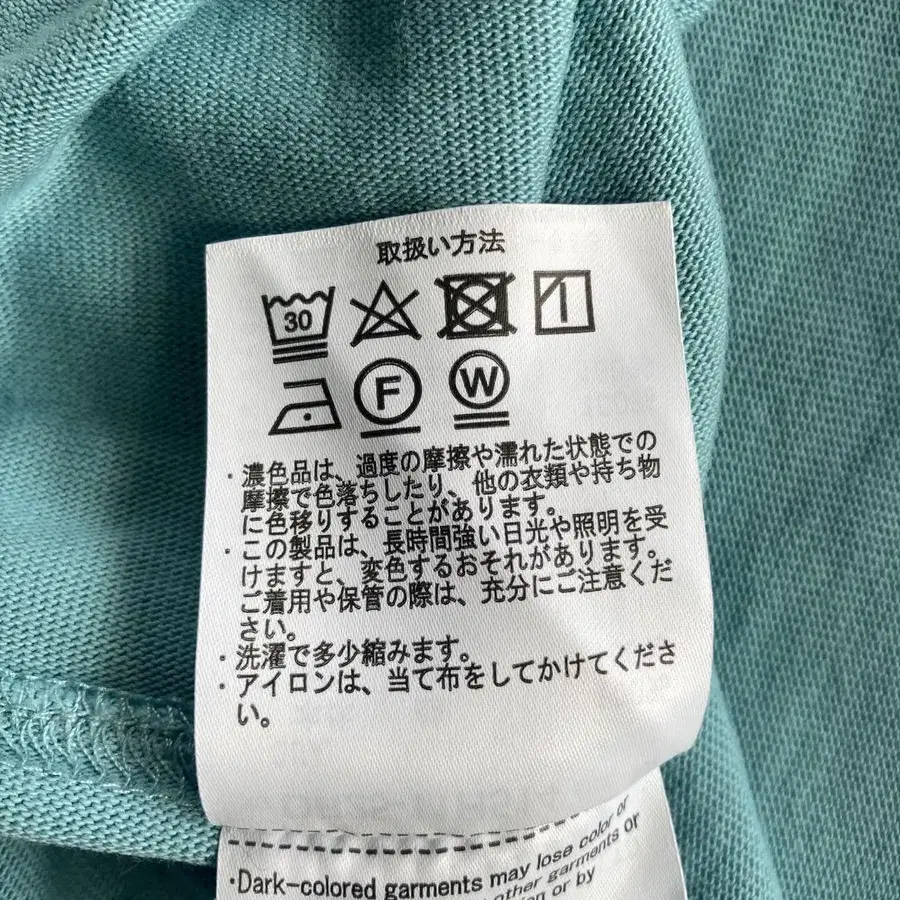 取扱い方法
30
F W
・濃色品は、過度の摩擦や濡れた状態での
摩擦で色落ちしたり、他の衣類や持ち物
に色移りすることがあります。
・この製品は、長時間強い日光や照明を受
けますと、変色するおそれがあります。
ご着用や保管の際は、充分にご注意くだ
さい。
・洗濯で多少縮みます。
・アイロンは、当て布をしてかけてくださ
い。
・Dark-colored garments may lose color or
other garments or
or by